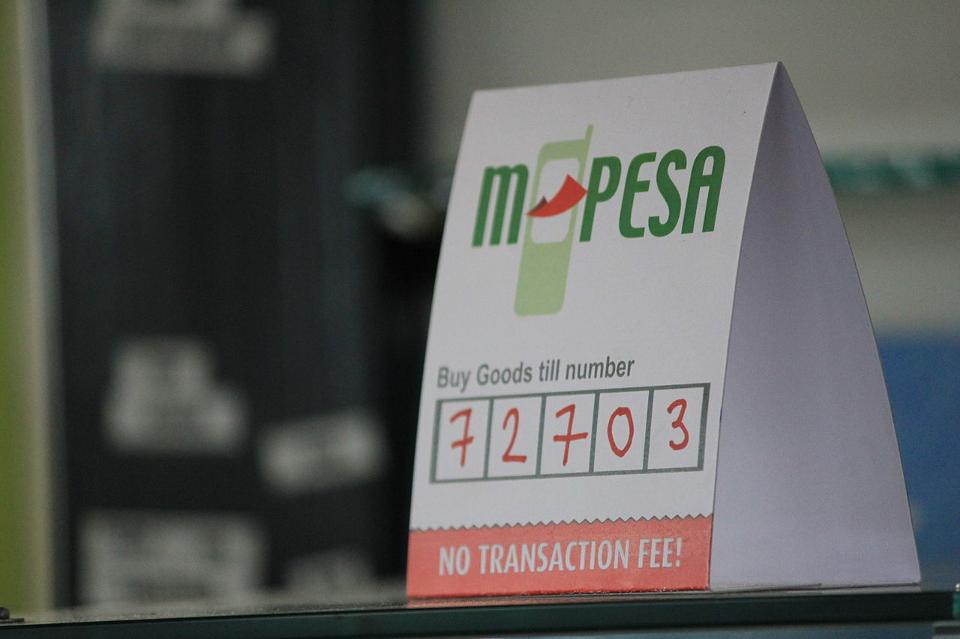 M PESA
Buy Goods till number
72703
NO TRANSACTION FEE!